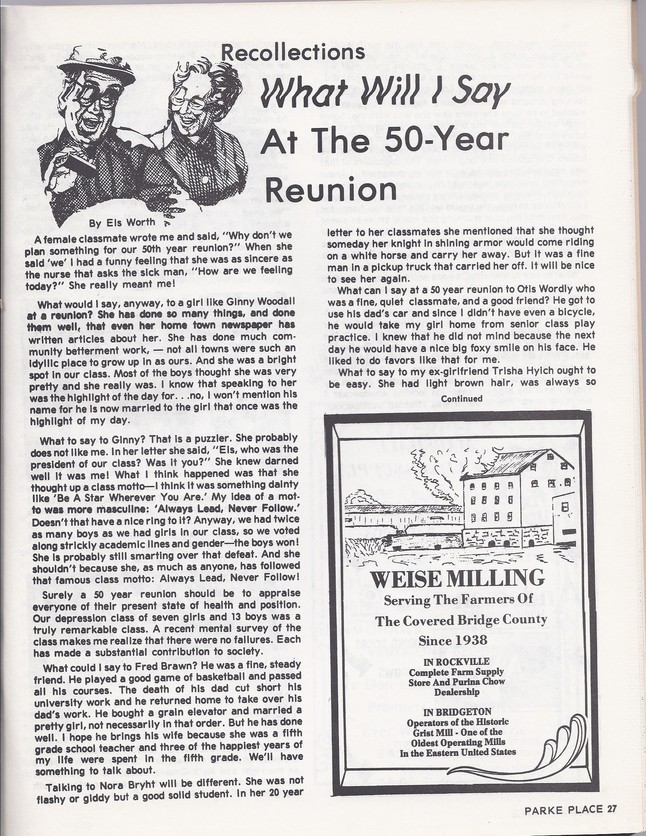 Recollections
What Will I Say
At The 50-Year
Reunion
By Els Worth
A female classmate wrote me and said, "Why don't we
plan something for our 50th year reunion?" When she
said 'we' I had a funny feeling that she was as sincere as
the nurse that asks the sick man, "How are we feeling
today?" She really meant me!
What would I say, anyway, to a girl like Ginny Woodall
at a reunion? She has done so many things, and done
them well, that even her home town newspaper has
written articles about her. She has done much com-
munity betterment work, — not all towns were such an
idyllic place to grow up in as ours. And she was a bright
spot in our class. Most of the boys thought she was very
pretty and she really was. I know that speaking to her
was the highlight of the day for. . .no, I won't mention his
name for he is now married to the girl that once was the
highlight of my day.
What to say to Ginny? That is a puzzler. She probably
does not like me. In her letter she said, "Els, who was the
president of our class? Was it you?" She knew darned
well it was me! What I think happened was that she
thought up a class motto—I think it was something dainty
like 'Be A Star Wherever You Are.' My idea of a mot-
to was more masculine: 'Always Lead, Never Follow.'
Doesn't that have a nice ring to it? Anyway, we had twice
as many boys as we had girls in our class, so we voted
along strickly academic lines and gender—the boys won!
She is probably still smarting over that defeat. And she
shouldn't because she, as much as anyone, has followed
that famous class motto: Always Lead, Never Follow!
Surely a 50 year reunion should be to appraise
everyone of their present state of health and position.
Our depression class of seven girls and 13 boys was a
truly remarkable class. A recent mental survey of the
class makes me realize that there were no failures. Each
has made a substantial contribution to society.
What could I say to Fred Brawn? He was a fine, steady
friend. He played a good game of basketball and passed
all his courses. The death of his dad cut short his
university work and he returned home to take over his
dad's work. He bought a grain elevator and married a
pretty girl, not necessarily in that order. But he has done
well. I hope he brings his wife because she was a fifth
grade school teacher and three of the happiest years of
my life were spent in the fifth grade. We'll have
something to talk about.
Talking to Nora Bryht will be different. She was not
flashy or giddy but a good solid student. In her 20 year
letter to her classmates she mentioned that she thought
someday her knight in shining armor would come riding
on a white horse and carry her away. But it was a fine
man in a pickup truck that carried her off. It will be nice
to see her again.
What can I say at a 50 year reunion to Otis Wordly who
was a fine, quiet classmate, and a good friend? He got to
use his dad's car and since I didn't have even a bicycle,
he would take my girl home from senior class play
practice. I knew that he did not mind because the next
day he would have a nice big foxy smile on his face. He
liked to do favors like that for me.
What to say to my ex-girlfriend Trisha Hyich ought to
be easy. She had light brown hair, was always so
Continued
WEISE MILLING
Serving The Farmers Of
The Covered Bridge County
Since 1938
IN ROCKVILLE
Complete Farm Supply
Store And Purina Chow
Dealership
IN BRIDGETON
Operators of the Historic
Grist Mill - One of the
Oldest Operating Mills
In the Eastern United States
PARKE PLACE 27